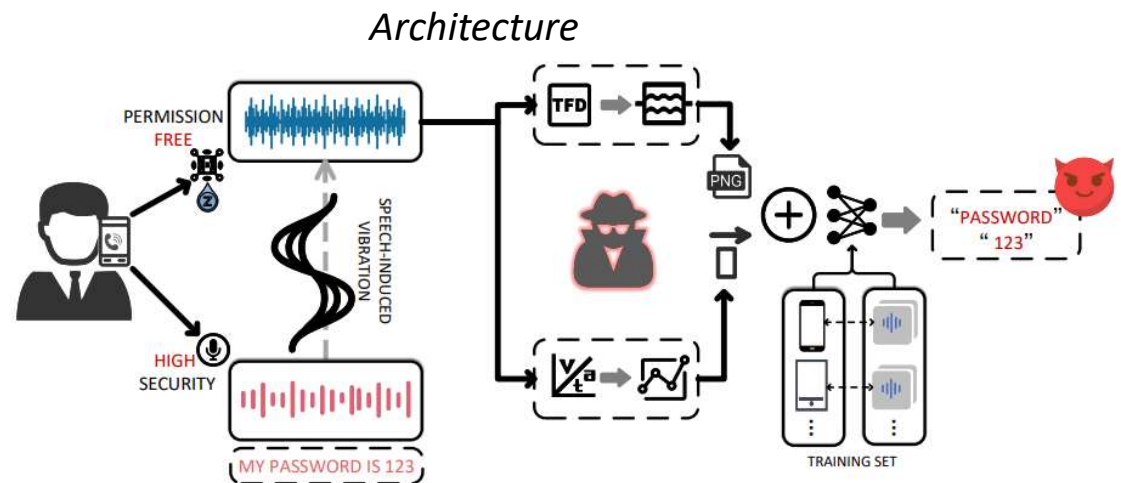 Architecture
PERMISSION
FREE
Z
SPEECH-INDUCED
VIBRATION
HIGH
SECURITY
MY PASSWORD IS 123
TFD
V
t
a
PNG
“PASSWORD”
“ 123”
TRAINING SET